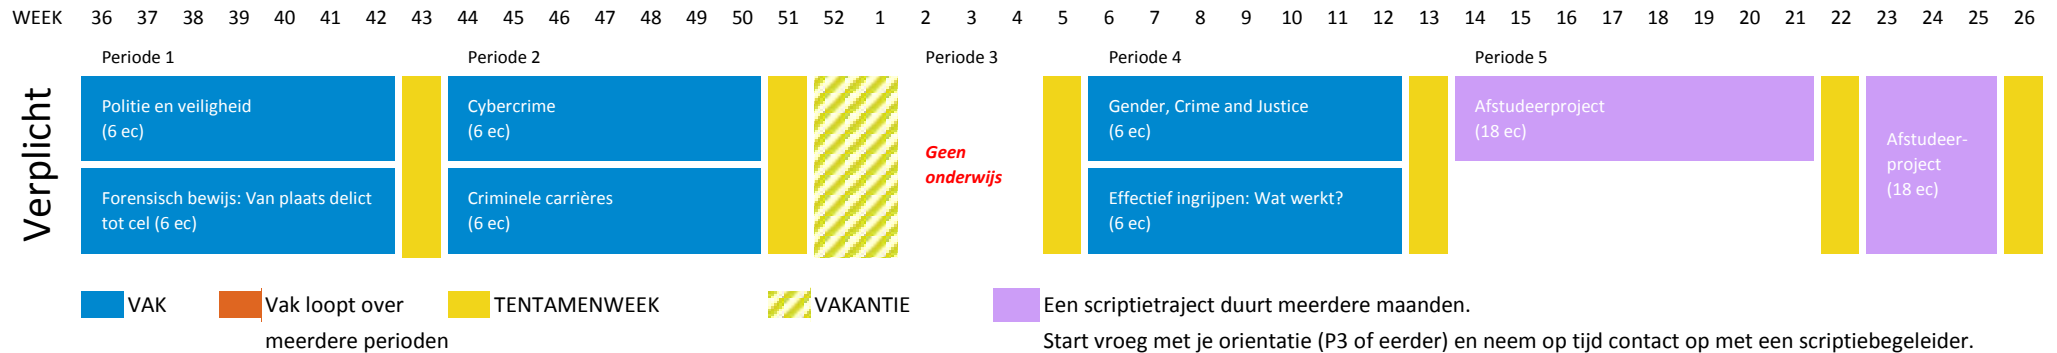 WEEK 36 37 38 39 40 41 42 43 44 45 46 47 48 49 50 51 52 1 2 3 4 5 6 7 8 9 10 11 12 13 14 15 16 17 18 19 20 21 22 23 24 25 26
Periode 1 Periode 2 Periode 3 Periode 4 Periode 5
Verplicht
Politie en veiligheid
(6 ec)
Forensisch bewijs: Van plaats delict
tot cel (6 ec)
Cybercrime
(6 ec)
Criminele carrières
(6 ec)
Geen
onderwijs
Gender, Crime and Justice
(6 ec)
Effectief ingrijpen: Wat werkt?
(6 ec)
Afstudeerproject
(18 ec)
Afstudeer-
project
(18 ec)
VAK
Vak loopt over
meerdere perioden
TENTAMENWEEK
VAKANTIE
Een scriptietraject duurt meerdere maanden.
Start vroeg met je orientatie (P3 of eerder) en neem op tijd contact op met een scriptiebegeleider.